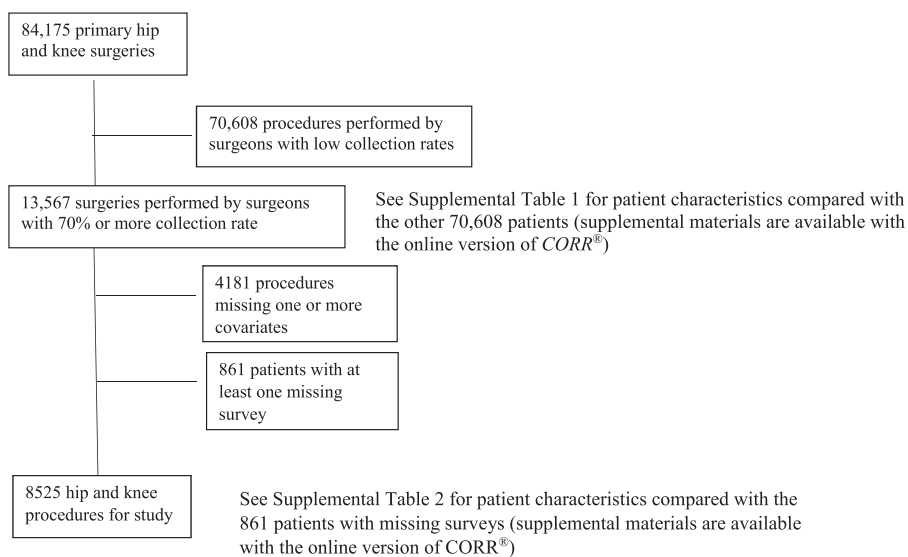 84,175 primary hip
and knee surgeries
70,608 procedures performed by
surgeons with low collection rates
13,567 surgeries performed by surgeons
with 70% or more collection rate
See Supplemental Table 1 for patient characteristics compared with
the other 70,608 patients (supplemental materials are available with
the online version of CORR®)
4181 procedures
missing one or more
covariates
861 patients with at
least one missing
survey
8525 hip and knee
procedures for study
See Supplemental Table 2 for patient characteristics compared with the
861 patients with missing surveys (supplemental materials are available
with the online version of CORR®)